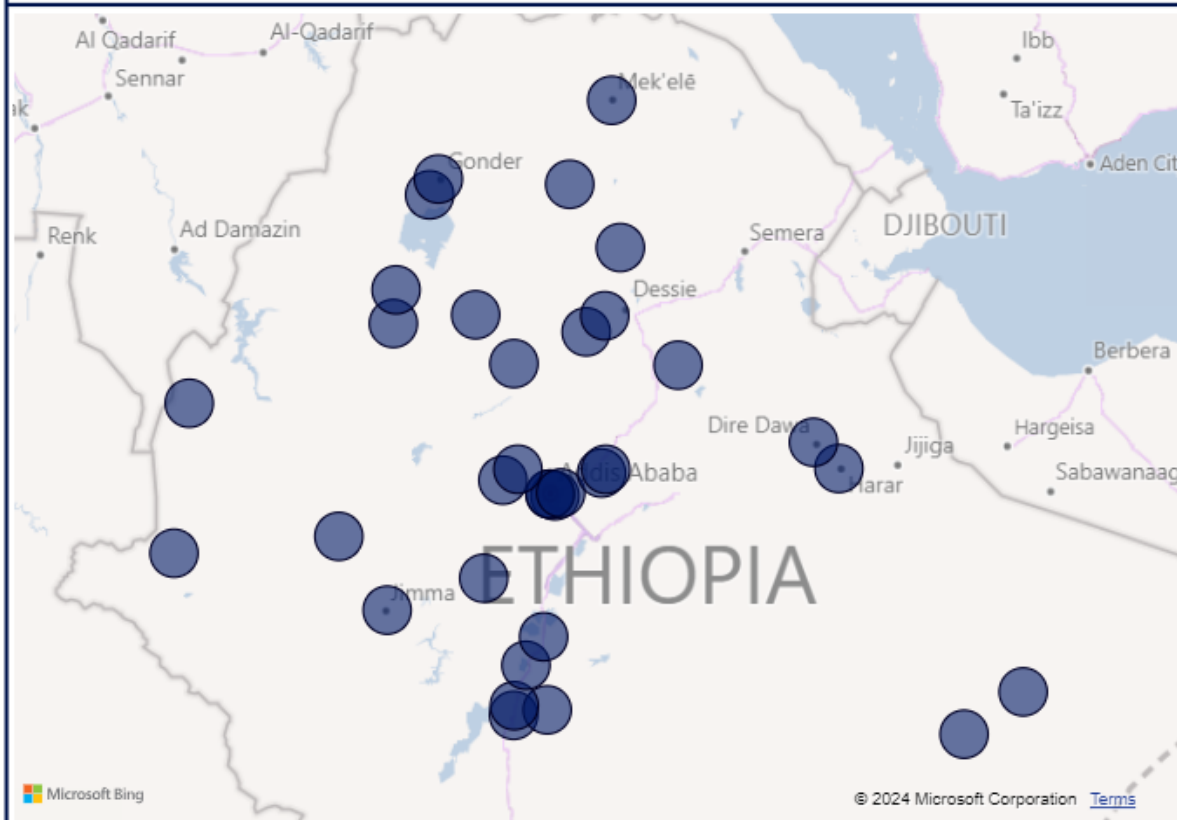 Al Qadarif
Al-Qadarif
Ibb
Sennar
Mek'elē
Ta'izz
Aden Cit
Gonder
Renk
Ad Damazin
Semera
DJIBOUTI
Dessie
Berbera
Dire Dawa
Hargeisa
Jijiga
Addis Ababa
Sabawanaag
Harar
ETHIOPIA
Jimma
Microsoft Bing
© 2024 Microsoft Corporation Terms